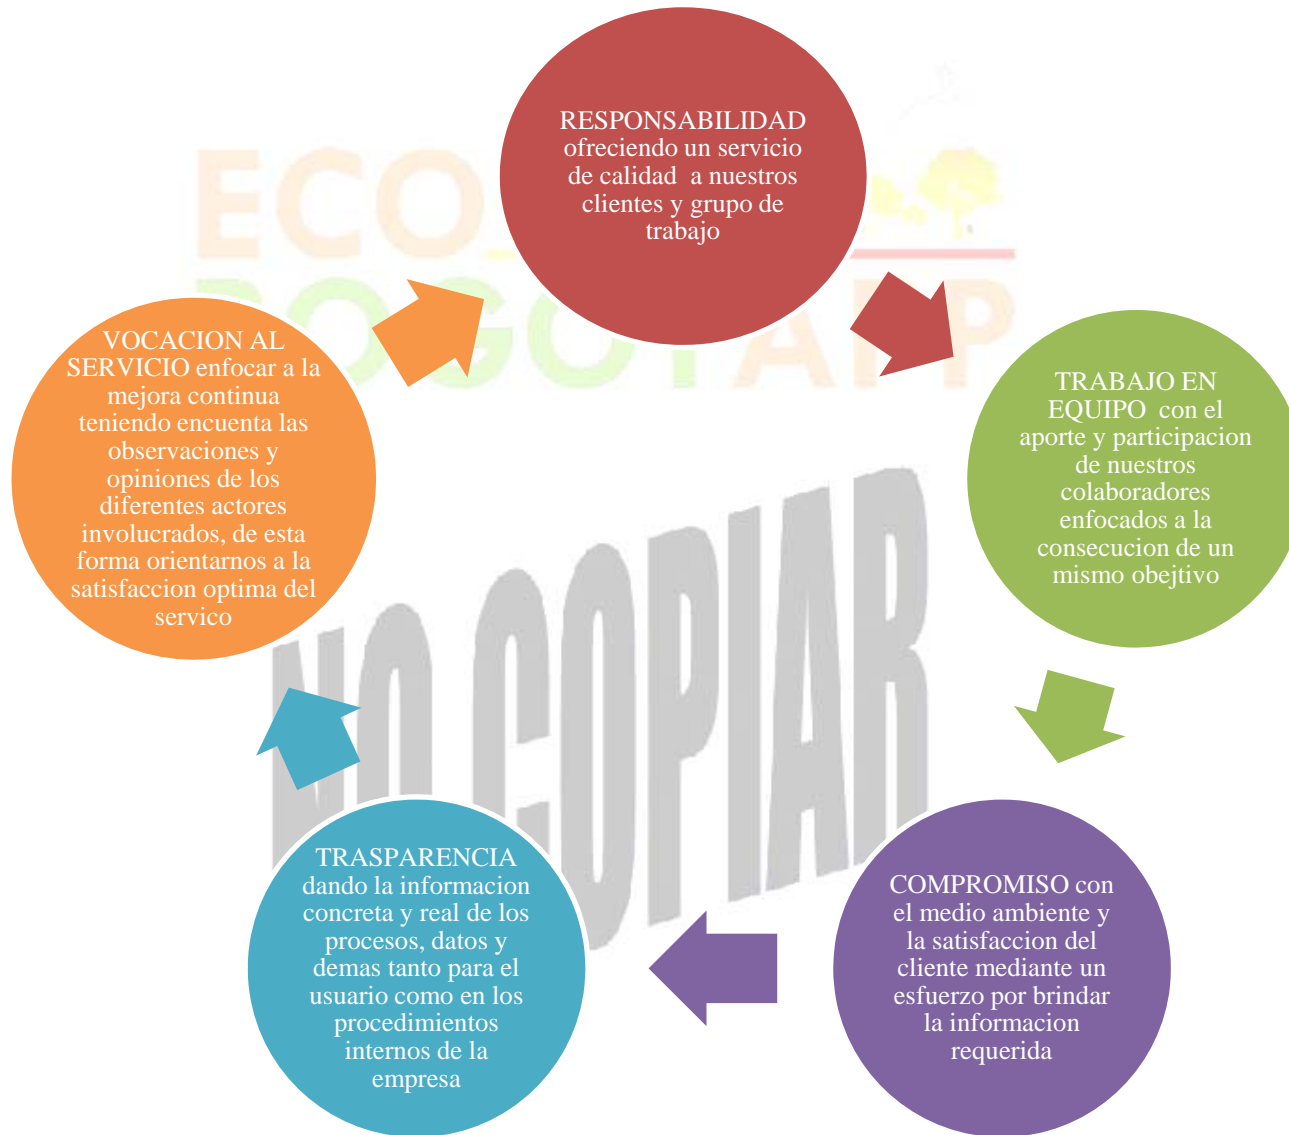 RESPONSABILIDAD
ofreciendo un servicio
de calidad a nuestros
clientes y grupo de
trabajo
TRABAJO EN
EQUIPO con el
aporte y participacion
de nuestros
colaboradores
enfocados a la
consecucion de un
mismo obejtivo
COMPROMISO con
el medio ambiente y
la satisfaccion del
cliente mediante un
esfuerzo por brindar
la informacion
requerida
TRASPARENCIA
dando la informacion
concreta y real de los
procesos, datos y
demas tanto para el
usuario como en los
procedimientos
internos de la
empresa
VOCACION AL
SERVICIO enfocar a la
mejora continua
teniendo encuenta las
observaciones y
opiniones de los
diferentes actores
involucrados, de esta
forma orientarnos a la
satisfaccion optima del
servico
ECO
BOGOTAPP
NO COPIAR